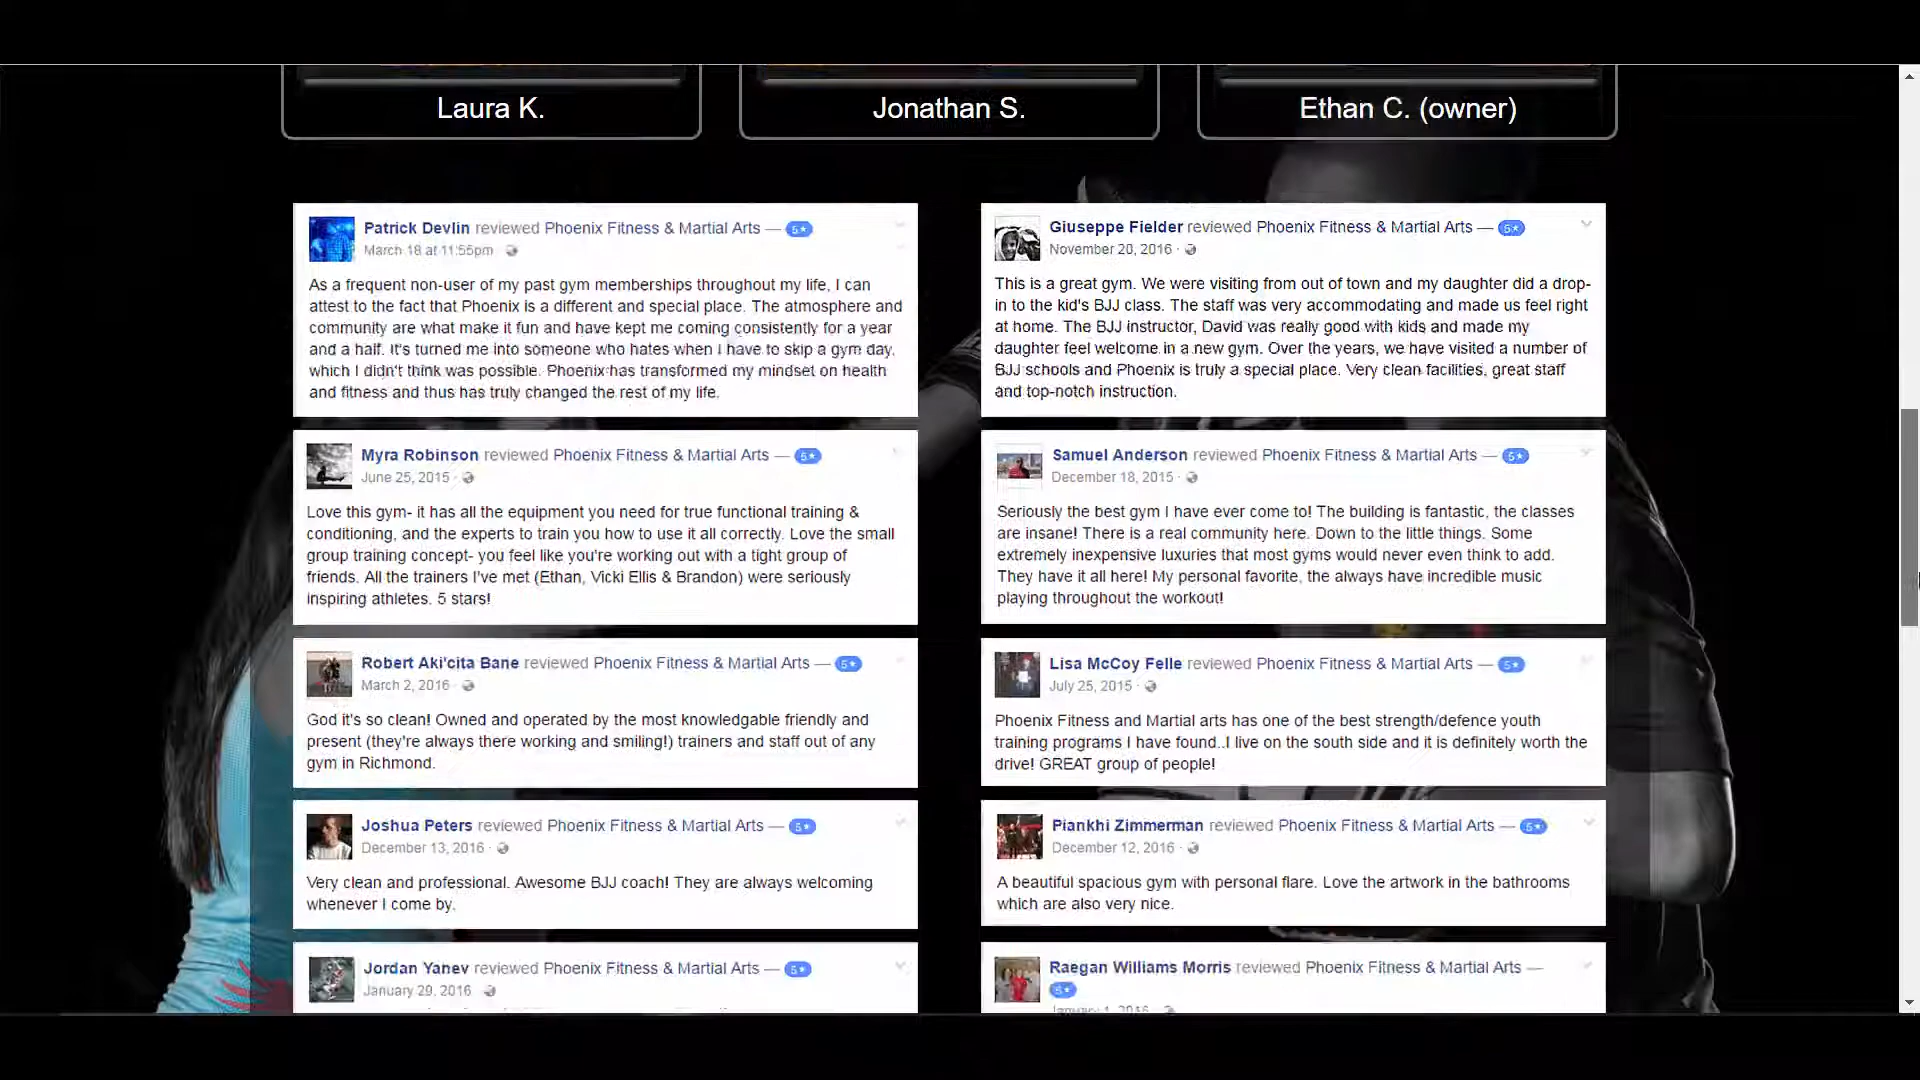 Laura K.
Jonathan S.
Ethan C. (owner)
Patrick Devlin reviewed Phoenix Fitness & Martial Arts — 5★
March 18 at 11:55pm ·
As a frequent non-user of my past gym memberships throughout my life, I can
attest to the fact that Phoenix is a different and special place. The atmosphere and
community are what make it fun and have kept me coming consistently for a year
and a half. It's turned me into someone who hates when I have to skip a gym day,
which I didn't think was possible. Phoenix has transformed my mindset on health
and fitness and thus has truly changed the rest of my life.
Giuseppe Fielder reviewed Phoenix Fitness & Martial Arts — 5★
November 20, 2016 ·
This is a great gym. We were visiting from out of town and my daughter did a drop-
in to the kid's BJJ class. The staff was very accommodating and made us feel right
at home. The BJJ instructor, David was really good with kids and made my
daughter feel welcome in a new gym. Over the years, we have visited a number of
BJJ schools and Phoenix is truly a special place. Very clean facilities, great staff
and top-notch instruction.
Myra Robinson reviewed Phoenix Fitness & Martial Arts — 5★
June 25, 2015 ·
Love this gym- it has all the equipment you need for true functional training &
conditioning, and the experts to train you how to use it all correctly. Love the small
group training concept- you feel like you're working out with a tight group of
friends. All the trainers I've met (Ethan, Vicki Ellis & Brandon) were seriously
inspiring athletes. 5 stars!
Samuel Anderson reviewed Phoenix Fitness & Martial Arts — 5★
December 18, 2015 ·
Seriously the best gym I have ever come to! The building is fantastic, the classes
are insane! There is a real community here. Down to the little things. Some
extremely inexpensive luxuries that most gyms would never even think to add.
They have it all here! My personal favorite, the always have incredible music
playing throughout the workout!
Robert Aki'cita Bane reviewed Phoenix Fitness & Martial Arts — 5★
March 2, 2016 ·
God it's so clean! Owned and operated by the most knowledgable friendly and
present (they're always there working and smiling!) trainers and staff out of any
gym in Richmond.
Lisa McCoy Felle reviewed Phoenix Fitness & Martial Arts — 5★
July 25, 2015 ·
Phoenix Fitness and Martial arts has one of the best strength/defence youth
training programs I have found..I live on the south side and it is definitely worth the
drive! GREAT group of people!
Joshua Peters reviewed Phoenix Fitness & Martial Arts — 5★
December 13, 2016 ·
Very clean and professional. Awesome BJJ coach! They are always welcoming
whenever I come by.
Piankhi Zimmerman reviewed Phoenix Fitness & Martial Arts — 5★
December 12, 2016 ·
A beautiful spacious gym with personal flare. Love the artwork in the bathrooms
which are also very nice.
Jordan Yanev reviewed Phoenix Fitness & Martial Arts — 5★
January 29, 2016 ·
Raegan Williams Morris reviewed Phoenix Fitness & Martial Arts —
5★
January 1, 2016 ·